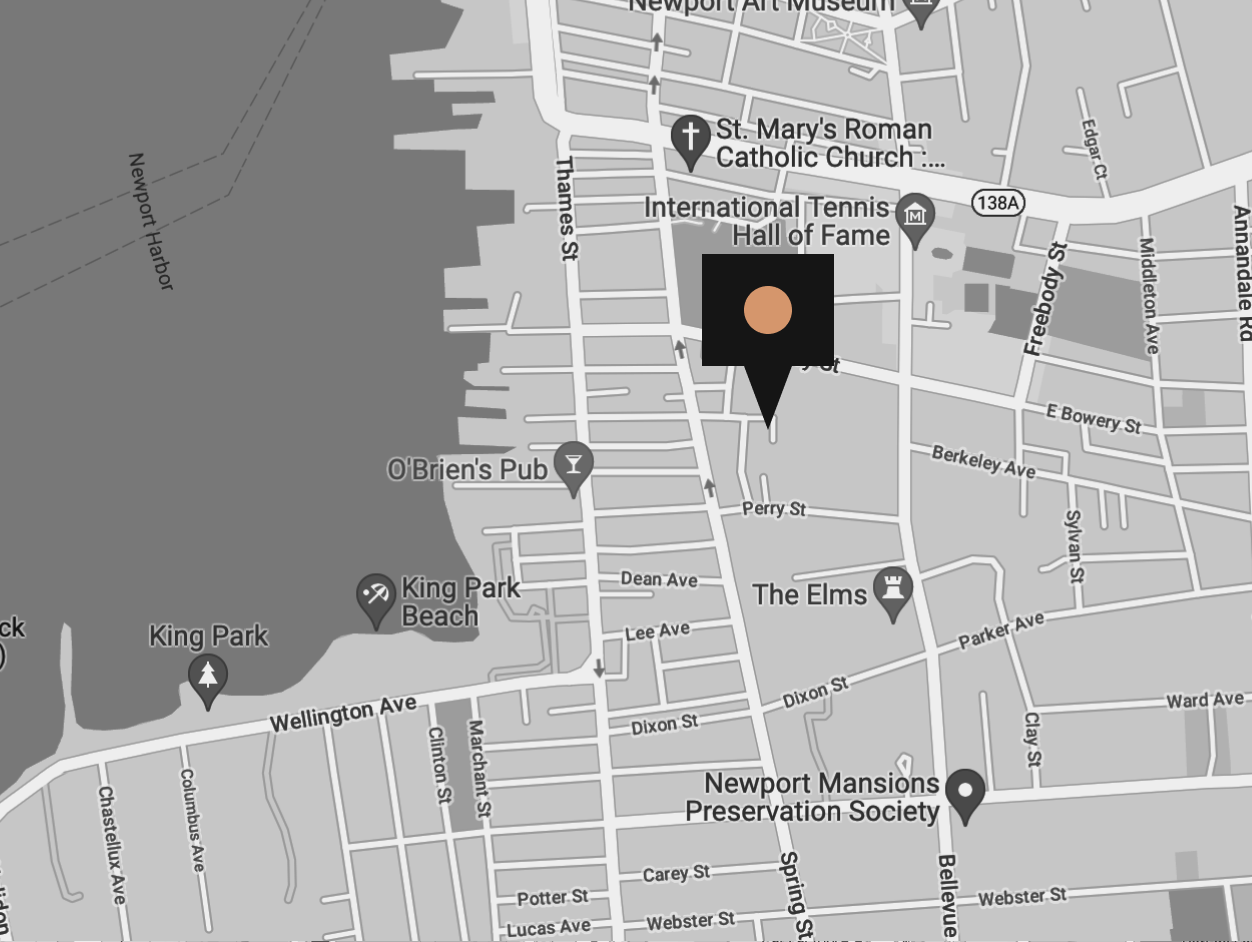 Newport Art Museum
St. Mary's Roman
Catholic Church :...
Edgar Ct
Newport Harbor
Thames St
138A
International Tennis
Hall of Fame
Annandale Rd
Middleton Ave
Freebody St
y St
E Bowery St
Berkeley Ave
O'Brien's Pub
Perry St
Sylvan St
Dean Ave
The Elms
King Park
Beach
King Park
ck
)
Lee Ave
Parker Ave
Dixon St
Wellington Ave
Dixon St
Ward Ave
Clinton St
Marchant St
Clay St
Columbus Ave
Chastellux Ave
Newport Mansions
Preservation Society
Carey St
Spring St
Bellevue
Potter St
Webster St
Lucas Ave
Webster St